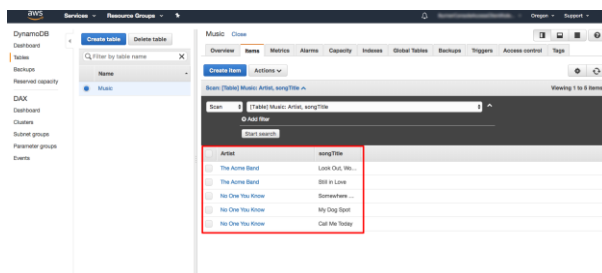 aws Services Resource Groups Oregon Support
DynamoDB
Dashboard
Tables
Backups
Reserved capacity
DAX
Dashboard
Clusters
Subnet groups
Parameter groups
Events
Create table Delete table
Filter by table name
Name
Music
Music Close
Overview Items Metrics Alarms Capacity Indexes Global Tables Backups Triggers Access control Tags
Create item Actions
Scan: [Table] Music: Artist, songTitle Viewing 1 to 5 items
Scan [Table] Music: Artist, songTitle
Add filter
Start search
Artist songTitle
The Acme Band Look Out, Wo...
The Acme Band Still in Love
No One You Know Somewhere ...
No One You Know My Dog Spot
No One You Know Call Me Today